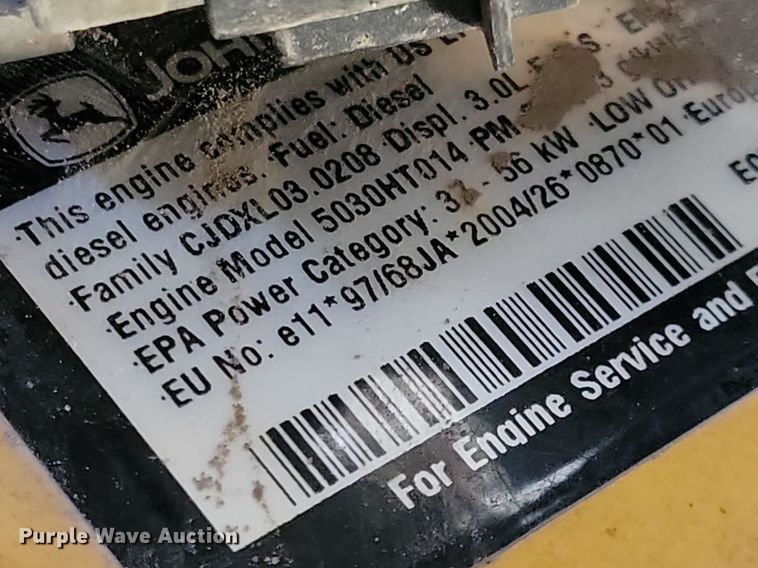 JOHN
·This engine complies with US E
diesel engines. Fuel: Diesel
·Family CJDXL03.0208 Displ. 3.0L
·Engine Model 5030HT014 ·PM
·EPA Power Category: 37 - 56 kW ·LOW
·EU No: e11*97/68JA*2004/26*0870*01 ·Europ
For Engine Service and
Purple Wave Auction